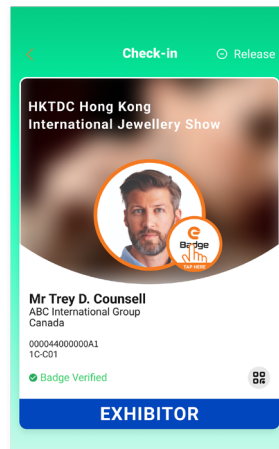 Check-in
Release
HKTDC Hong Kong
International Jewellery Show
e
Badge
TAP HERE
Mr Trey D. Counsell
ABC International Group
Canada
000044000000A1
1C-C01
Badge Verified
EXHIBITOR